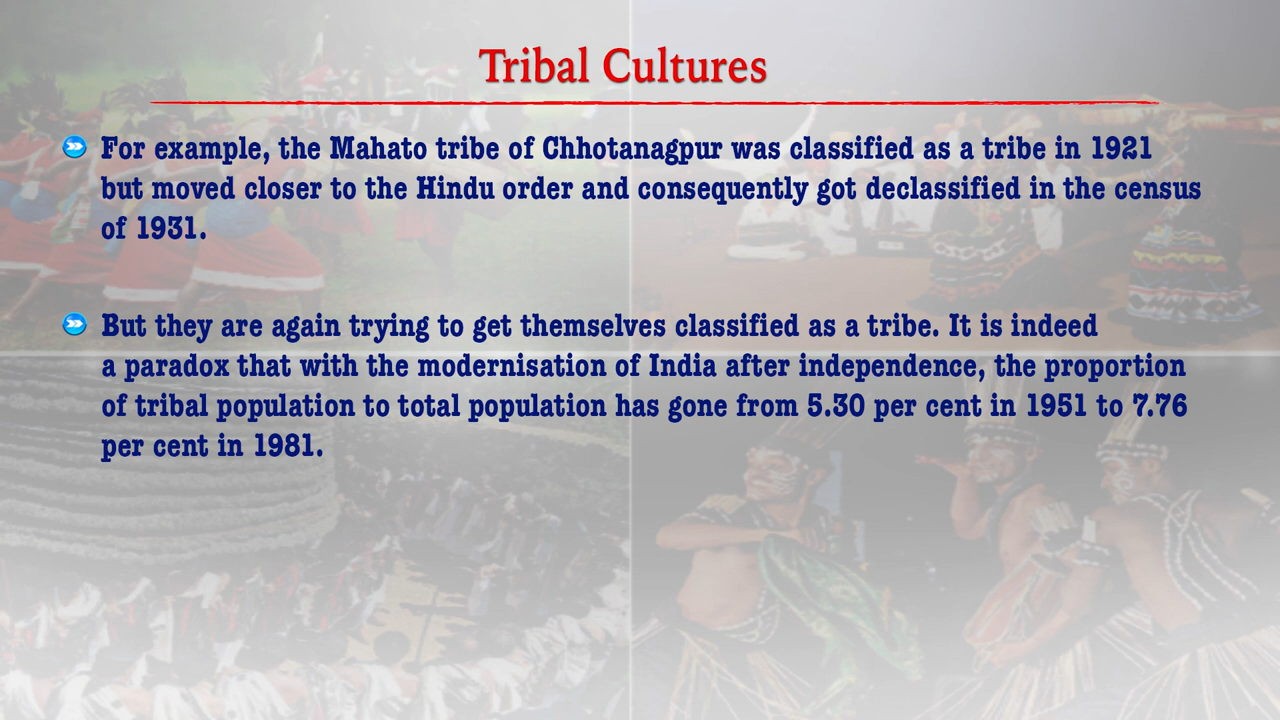 Tribal Cultures
For example, the Mahato tribe of Chhotanagpur was classified as a tribe in 1921
but moved closer to the Hindu order and consequently got declassified in the census
of 1931.
But they are again trying to get themselves classified as a tribe. It is indeed
a paradox that with the modernisation of India after independence, the proportion
of tribal population to total population has gone from 5.30 per cent in 1951 to 7.76
per cent in 1981.